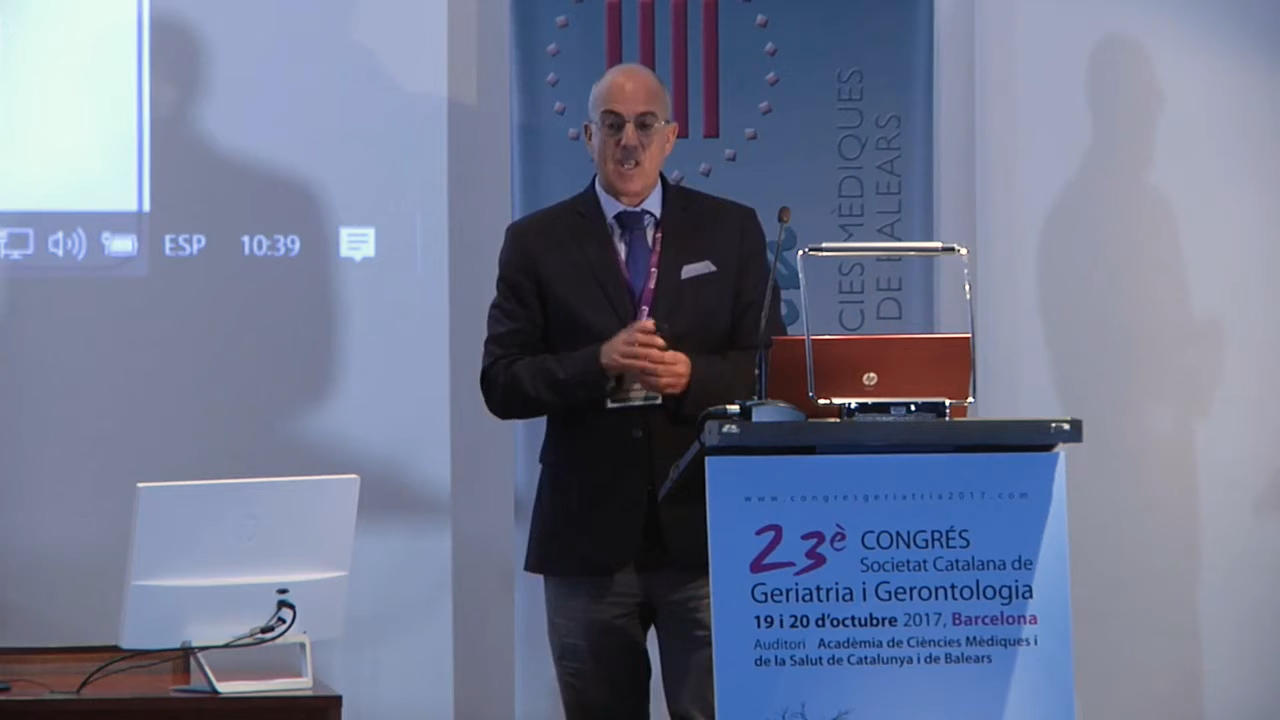 CIES MÈDIQUES
DE BALEARS
ESP 10:39
hp
www.congresgeriatria2017.com
23è CONGRÉS
Societat Catalana de
Geriatria i Gerontologia
19 i 20 d'octubre 2017, Barcelona
Auditori Acadèmia de Ciències Mèdiques i
de la Salut de Catalunya i de Balears